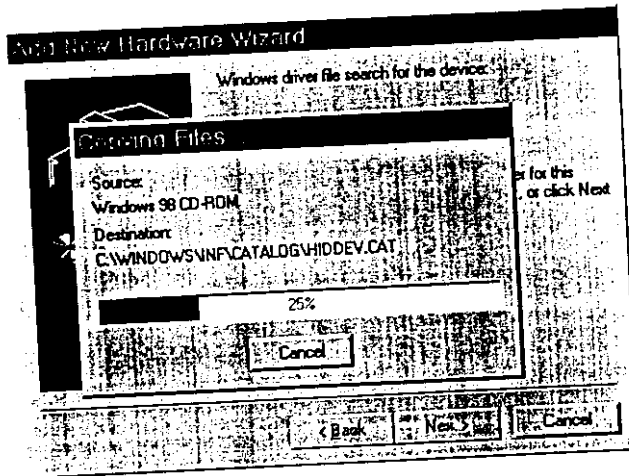 Add New Hardware Wizard
Windows driver file search for the device:
Copying Files
Source:
Windows 98 CD-ROM
Destination:
C:\WINDOWS\INF\CATALOG\HIDDEV.CAT
25%
Cancel
er for this
, or click Next
< Back
Next >
Cancel